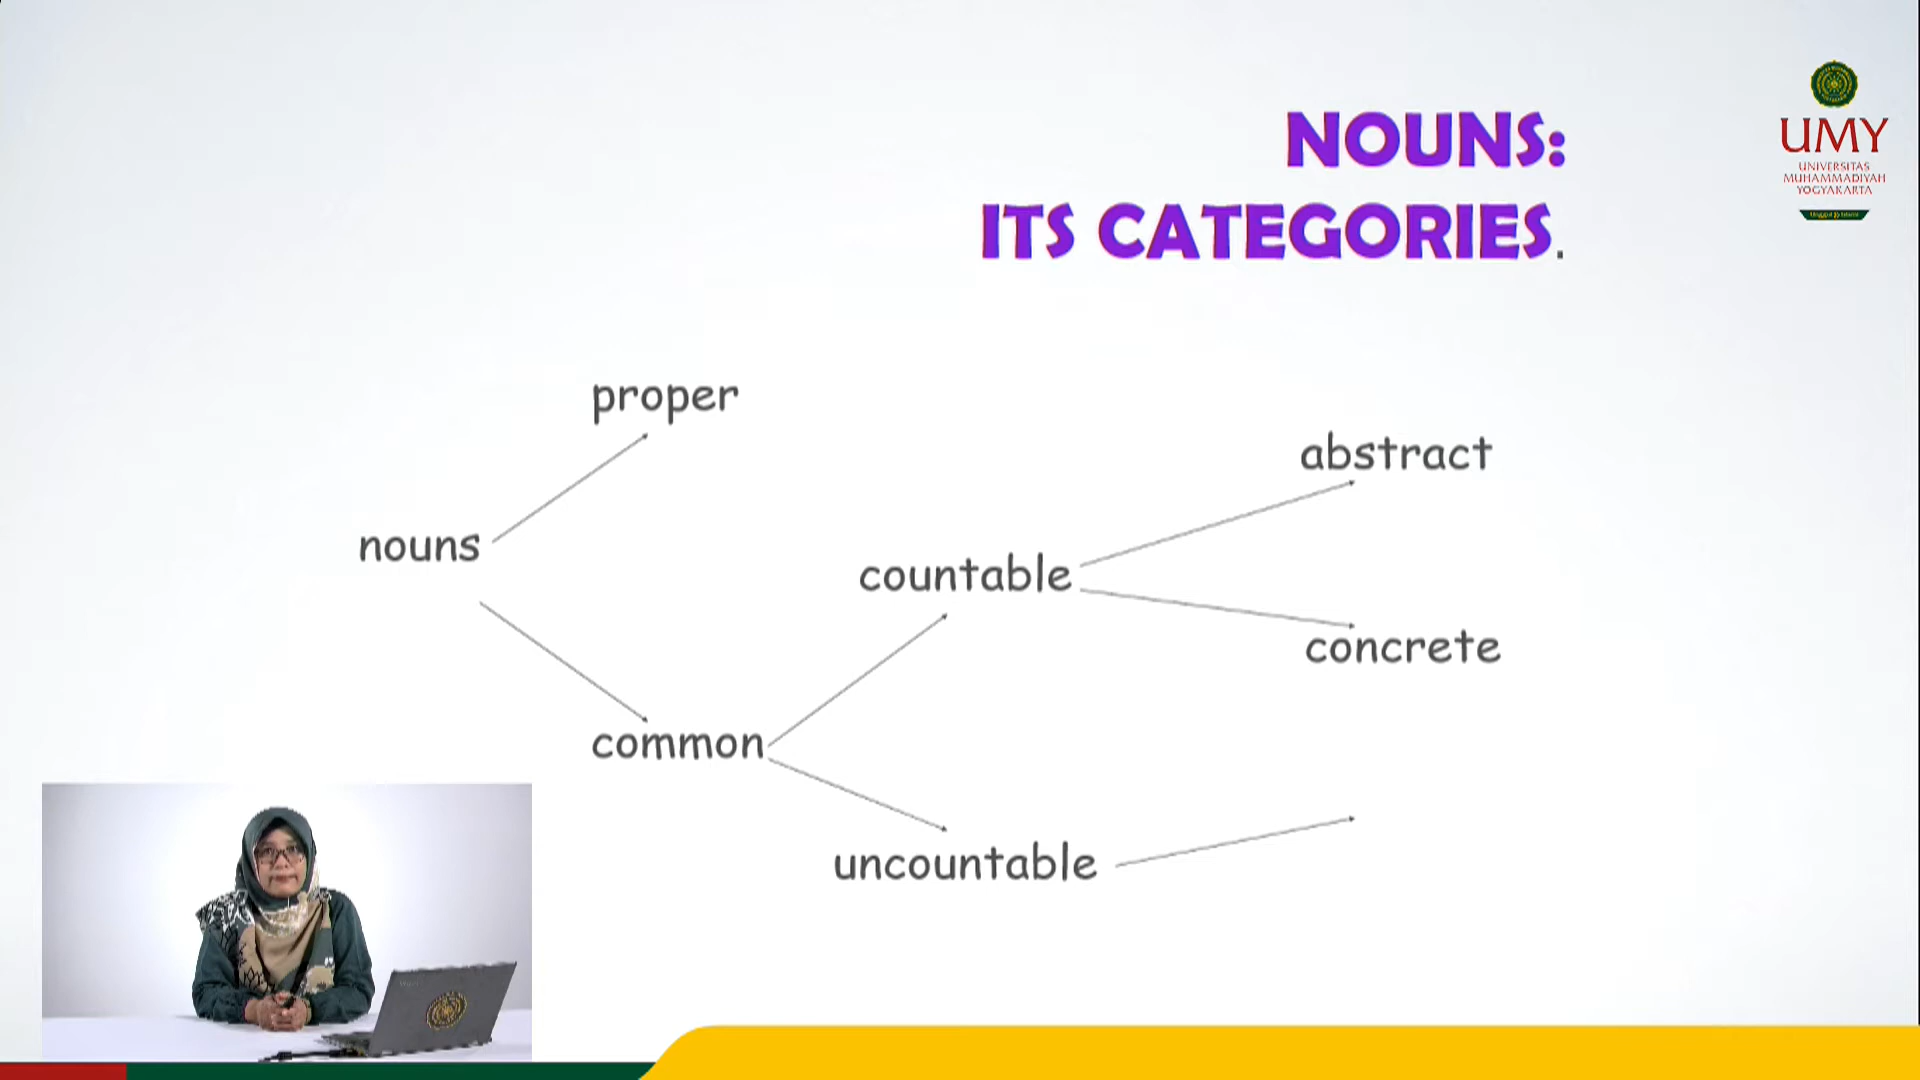 NOUNS:
ITS CATEGORIES.
UMY
UNIVERSITAS
MUHAMMADIYAH
YOGYAKARTA
proper
abstract
nouns
countable
concrete
common
uncountable